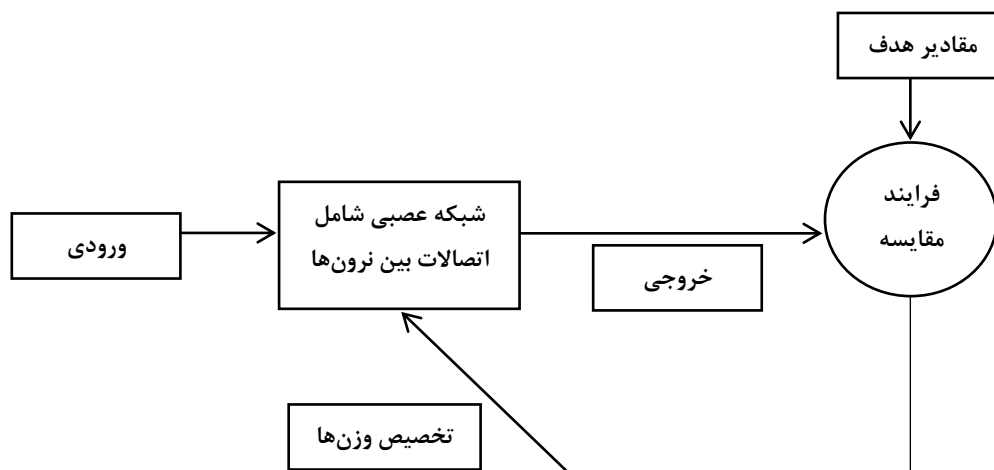 مقادیر هدف
فرایند
مقایسه
شبکه عصبی شامل
اتصالات بین نرون‌ها
ورودی
خروجی
تخصیص وزن‌ها